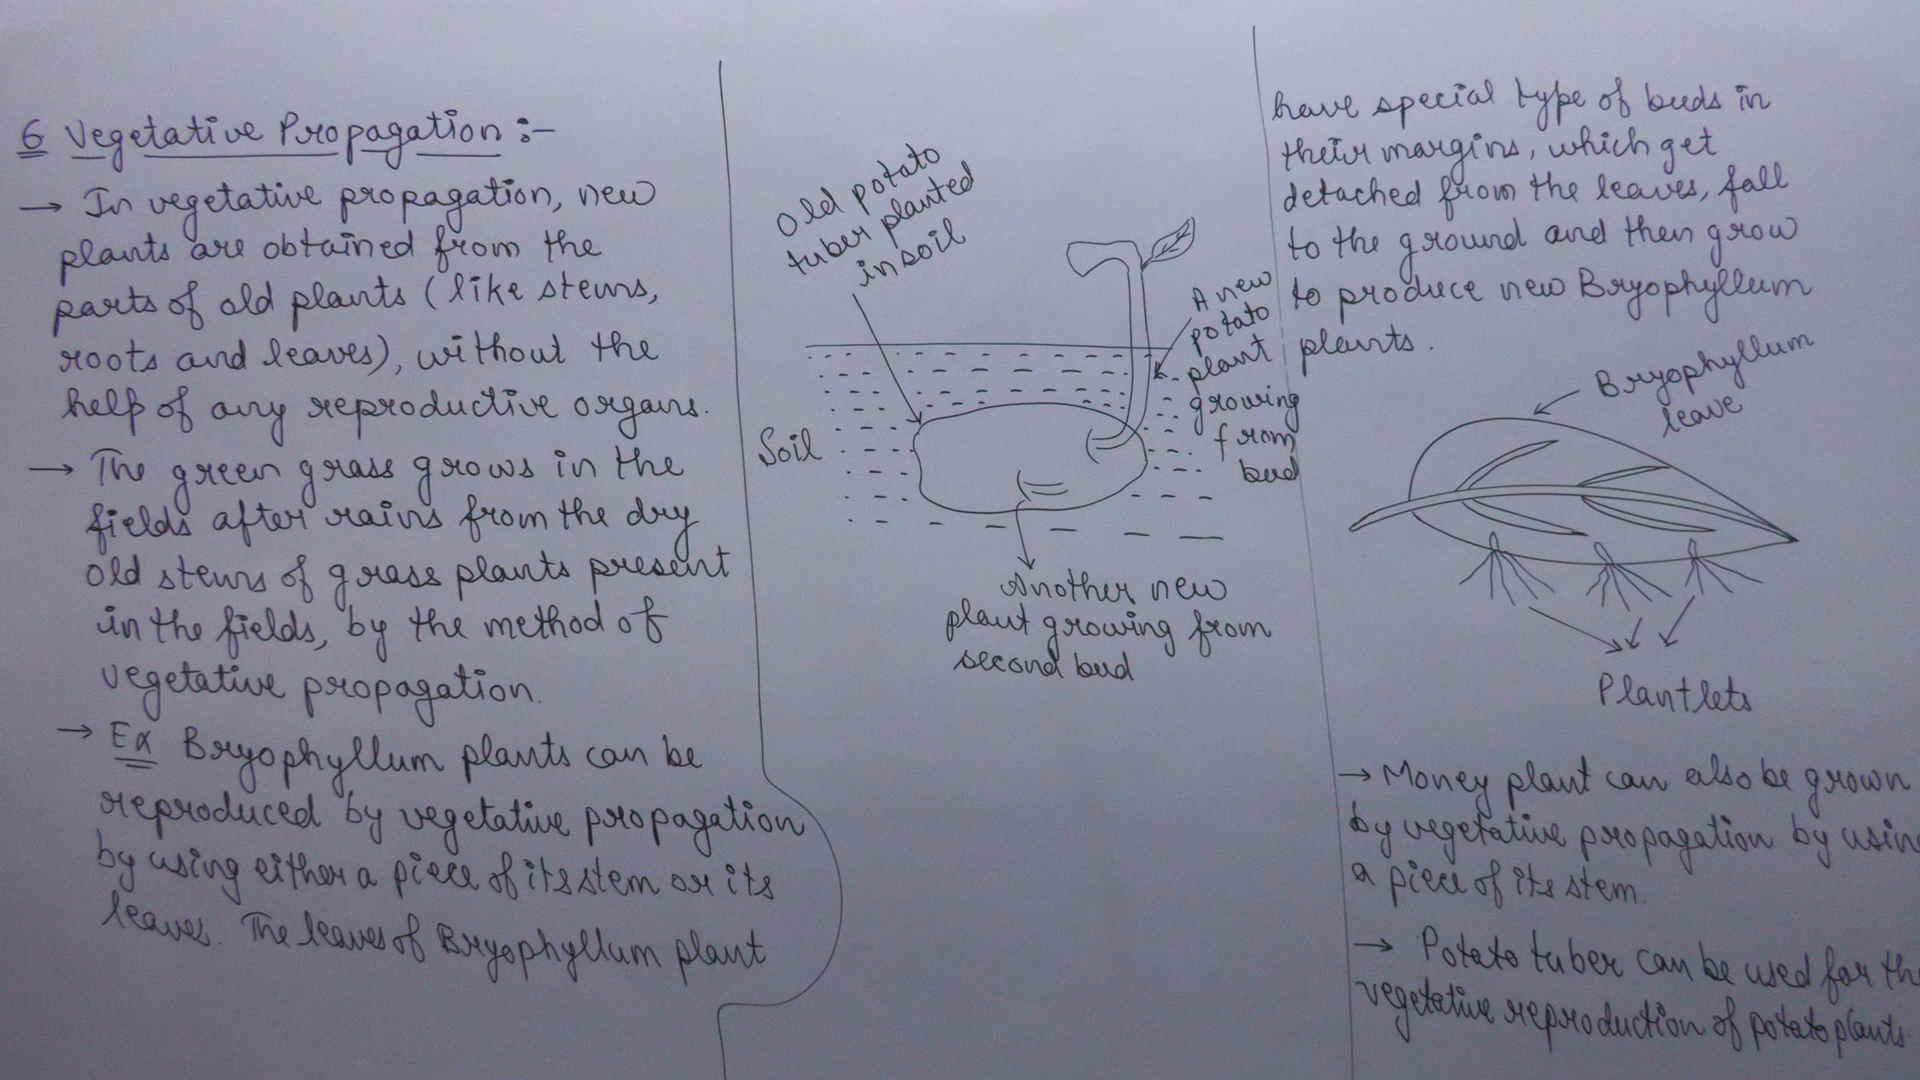 6 Vegetative Propagation :-
→ In vegetative propagation, new
plants are obtained from the
parts of old plants (like stems,
roots and leaves), without the
help of any reproductive organs.
→ The green grass grows in the
fields after rains from the dry
old stems of grass plants present
in the fields, by the method of
vegetative propagation.
→ Ex Bryophyllum plants can be
reproduced by vegetative propagation
by using either a piece of its stem or its
leaves. The leaves of Bryophyllum plant
Old potato
tuber planted
in soil
A new
potato
plant
growing
from
bud
Soil
Another new
plant growing from
second bud
have special type of buds in
their margins, which get
detached from the leaves, fall
to the ground and then grow
to produce new Bryophyllum
plants.
Bryophyllum
leave
Plantlets
→ Money plant can also be grown
by vegetative propagation by usin
a piece of its stem.
→ Potato tuber can be used for th
vegetative reproduction of potato plants.